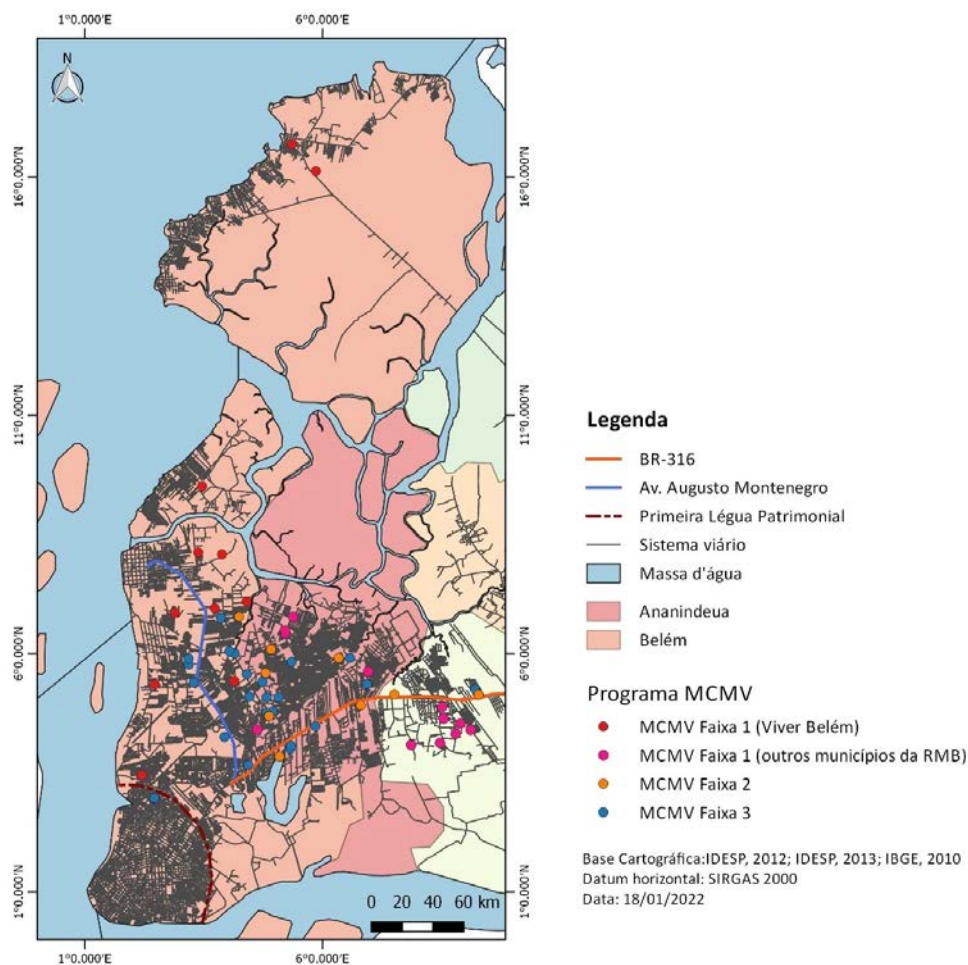 1°0.000'E
6°0.000'E
N
16°0.000'N
16°0.000'N
11°0.000'N
11°0.000'N
6°0.000'N
6°0.000'N
1°0.000'N
1°0.000'N
0 20 40 60 km
1°0.000'E
6°0.000'E
Legenda
BR-316
Av. Augusto Montenegro
Primeira Légua Patrimonial
Sistema viário
Massa d'água
Ananindeua
Belém
Programa MCMV
MCMV Faixa 1 (Viver Belém)
MCMV Faixa 1 (outros municípios da RMB)
MCMV Faixa 2
MCMV Faixa 3
Base Cartográfica:IDESP, 2012; IDESP, 2013; IBGE, 2010
Datum horizontal: SIRGAS 2000
Data: 18/01/2022